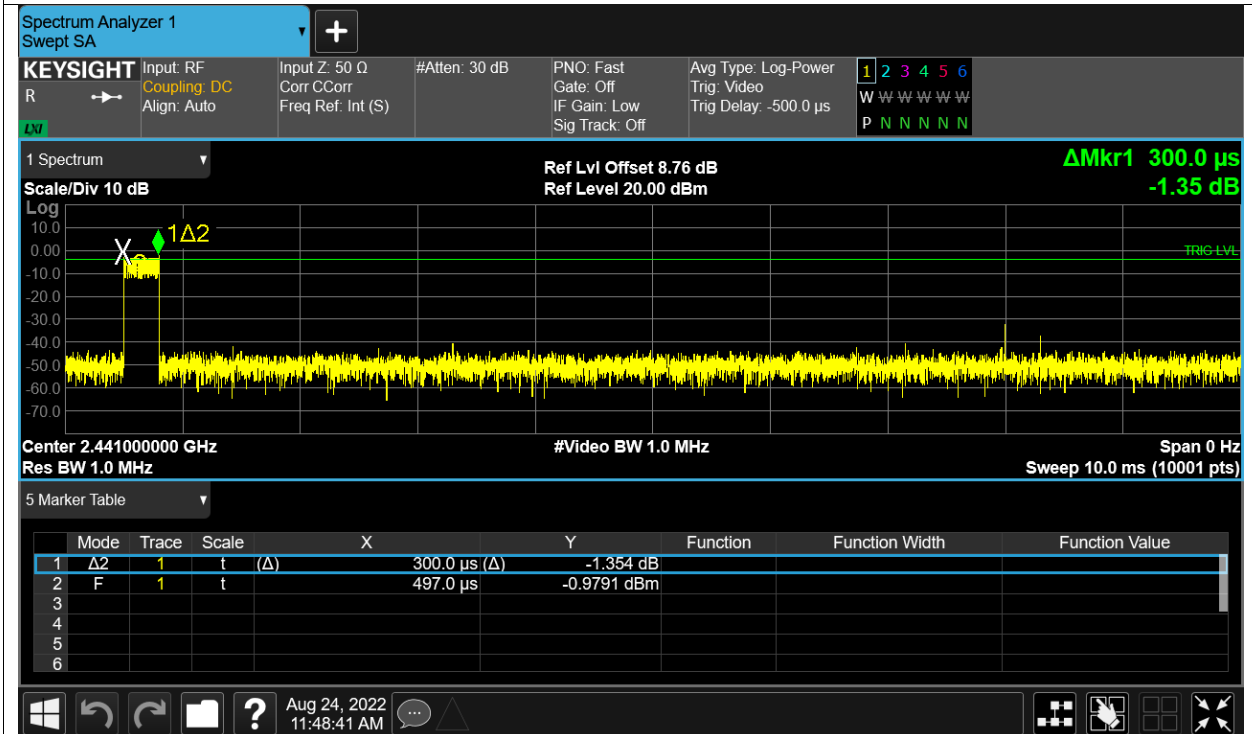 Spectrum Analyzer 1
Swept SA
+
KEYSIGHT Input: RF Input Z: 50 Ω #Atten: 30 dB PNO: Fast Avg Type: Log-Power 1 2 3 4 5 6
R Coupling: DC Corr CCorr Gate: Off Trig: Video W W W W W W
Align: Auto Freq Ref: Int (S) IF Gain: Low Trig Delay: -500.0 µs
LXI Sig Track: Off P N N N N N
1 Spectrum Ref Lvl Offset 8.76 dB ΔMkr1 300.0 µs
Scale/Div 10 dB Ref Level 20.00 dBm -1.35 dB
Log
10.0 1Δ2
0.00 X TRIG LVL
-10.0
-20.0
-30.0
-40.0
-50.0
-60.0
-70.0
Center 2.441000000 GHz #Video BW 1.0 MHz Span 0 Hz
Res BW 1.0 MHz Sweep 10.0 ms (10001 pts)
5 Marker Table
Mode Trace Scale X Y Function Function Width Function Value
1 Δ2 1 t (Δ) 300.0 µs (Δ) -1.354 dB
2 F 1 t 497.0 µs -0.9791 dBm
3
4
5
6
? Aug 24, 2022
11:48:41 AM